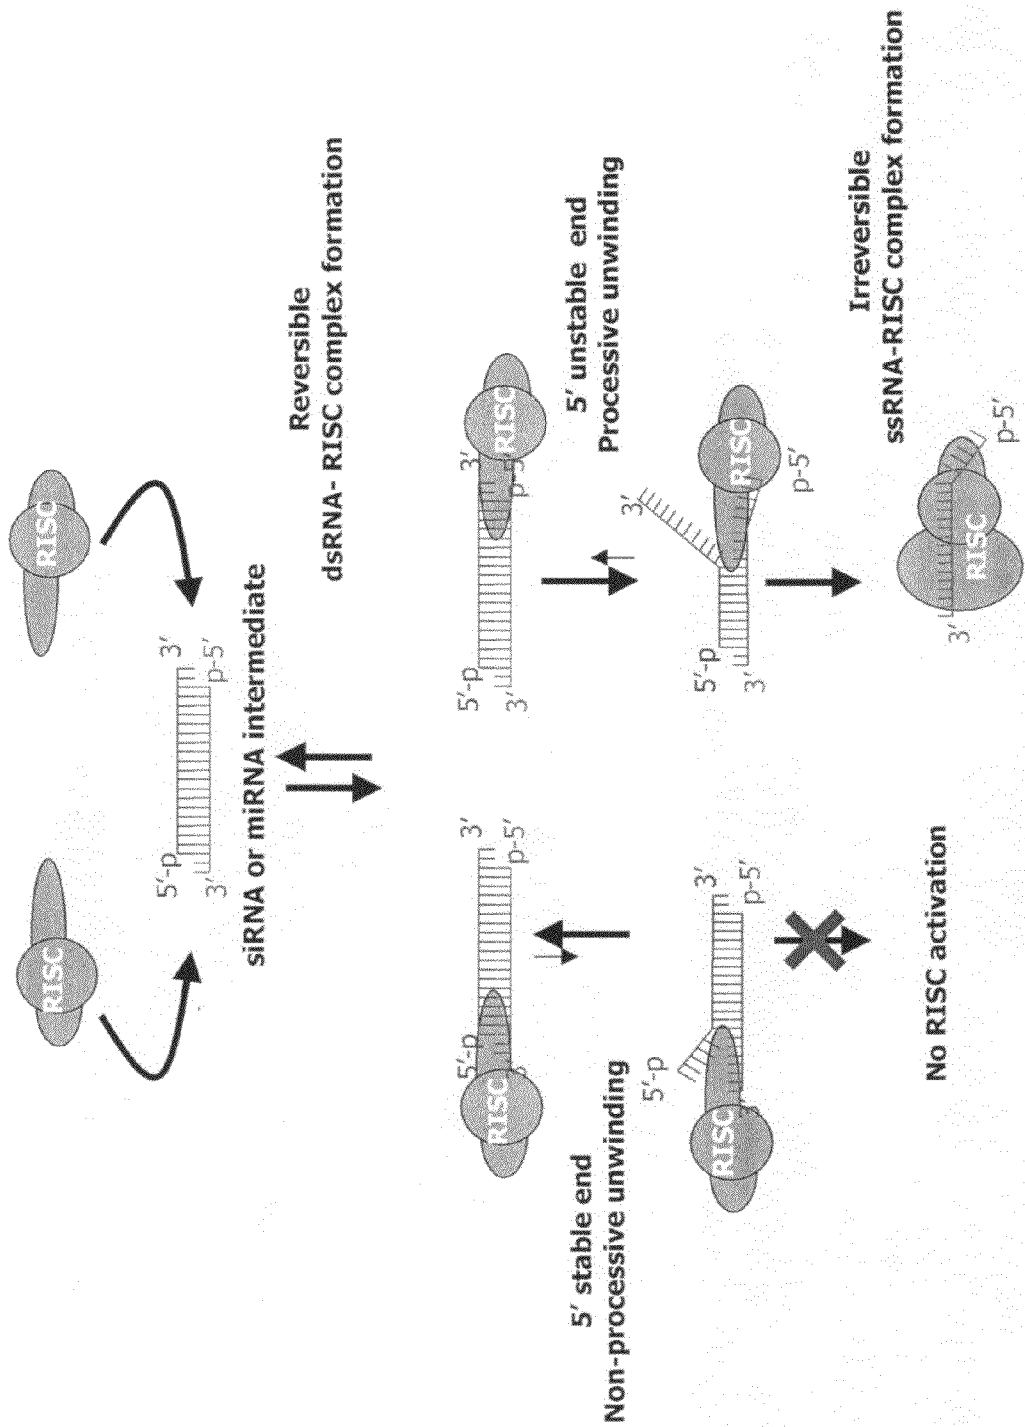 RISC
RISC
5'-p 3'
3' p-5'
siRNA or miRNA intermediate
Reversible
dsRNA- RISC complex formation
5'-p 3'
RISC p-5'
5'-p 3'
RISC
3' p-5'
5' stable end
Non-processive unwinding
5' unstable end
Processive unwinding
5'-p
3'
RISC
p-5'
3'
5'-p
RISC
3' p-5'
No RISC activation
Irreversible
ssRNA-RISC complex formation
3'
RISC
p-5'